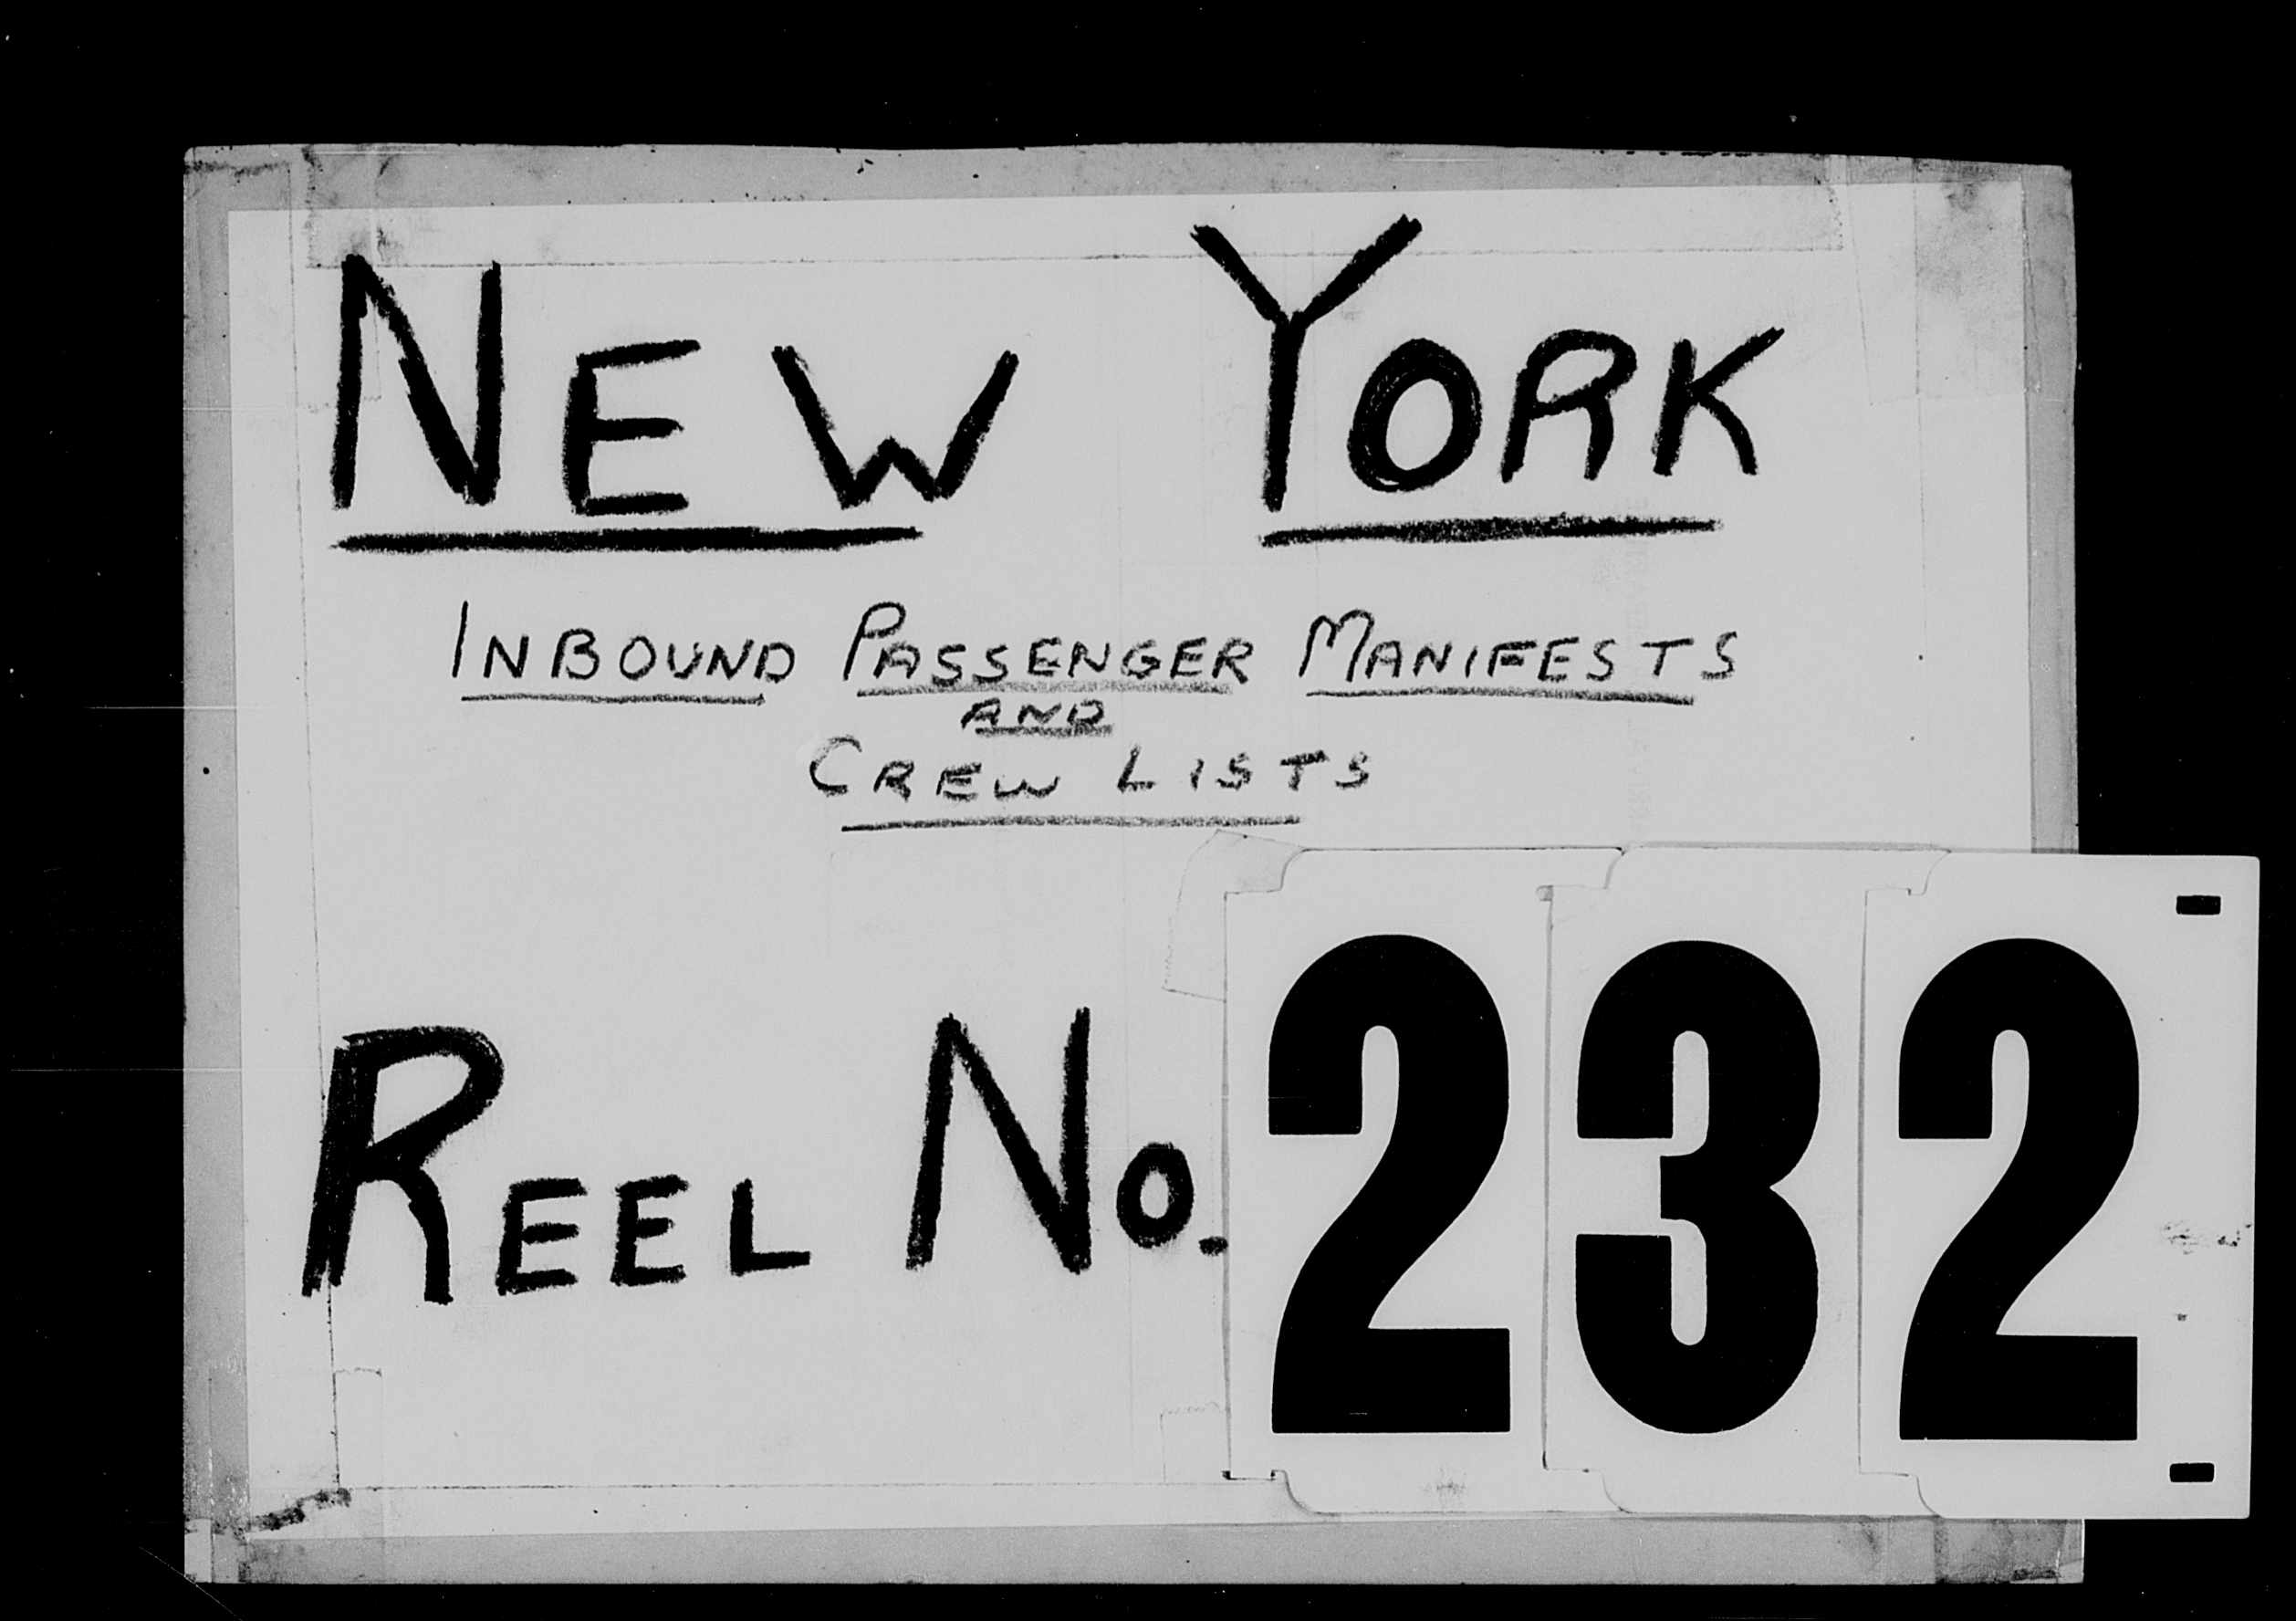 NEW YORK
INBOUND PASSENGER MANIFESTS
AND
CREW LISTS
REEL NO. 232